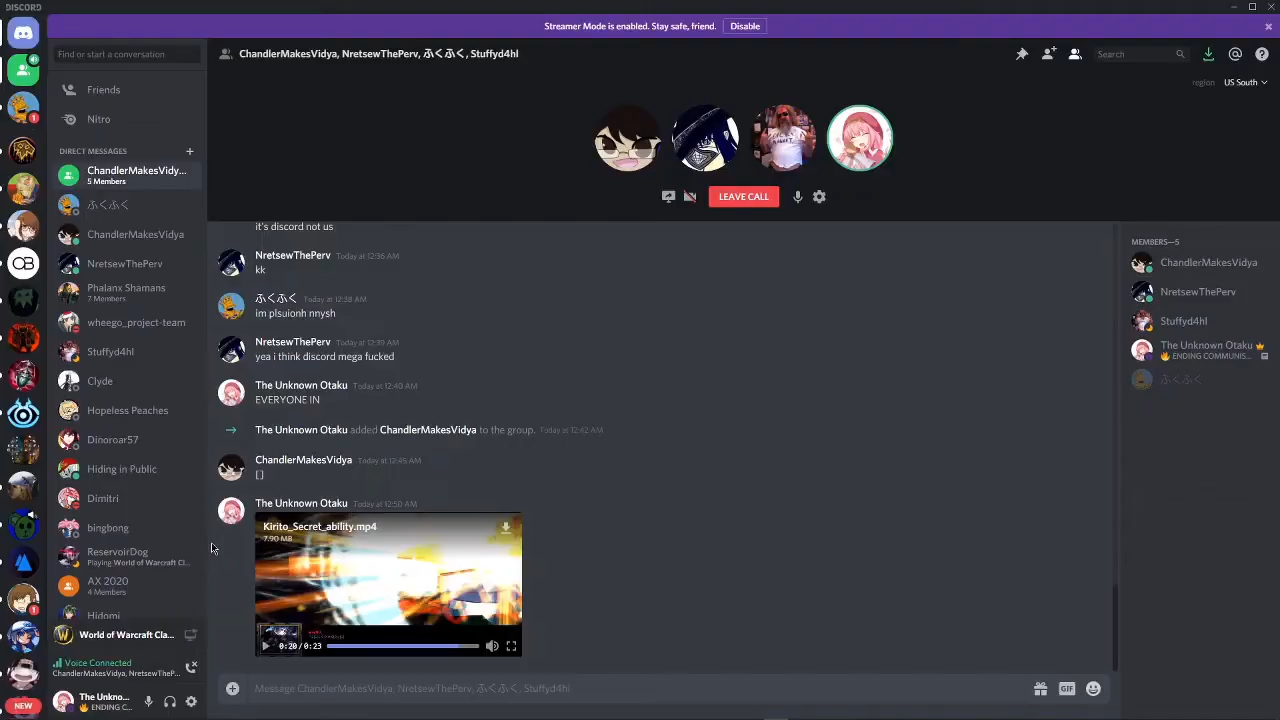 DISCORD
Streamer Mode is enabled. Stay safe, friend.
Disable
Find or start a conversation
ChandlerMakesVidya, NretsewThePerv, ふくふく, Stuffyd4hl
Search
region
US South
Friends
Nitro
DIRECT MESSAGES
ChandlerMakesVidy...
5 Members
ふくふく
ChandlerMakesVidya
NretsewThePerv
Phalanx Shamans
7 Members
wheego_project-team
Stuffyd4hl
Clyde
Hopeless Peaches
Dinoroar57
Hiding in Public
Dimitri
bingbong
ReservoirDog
Playing World of Warcraft Cl...
AX 2020
4 Members
Hidomi
World of Warcraft Cla...
Voice Connected
ChandlerMakesVidya, NretsewTheP...
The Unkno...
ENDING C...
1
OB
1
NEW
LEAVE CALL
it's discord not us
NretsewThePerv Today at 12:36 AM
kk
ふくふく Today at 12:38 AM
im plsuionh nnysh
NretsewThePerv Today at 12:39 AM
yea i think discord mega fucked
The Unknown Otaku Today at 12:40 AM
EVERYONE IN
The Unknown Otaku added ChandlerMakesVidya to the group. Today at 12:42 AM
ChandlerMakesVidya Today at 12:45 AM
[]
The Unknown Otaku Today at 12:50 AM
Kirito_Secret_ability.mp4
7.90 MB
0:20/0:23
Message ChandlerMakesVidya, NretsewThePerv, ふくふく, Stuffyd4hl
GIF
MEMBERS—5
ChandlerMakesVidya
NretsewThePerv
Stuffyd4hl
The Unknown Otaku
ENDING COMMUNIS...
ふくふく